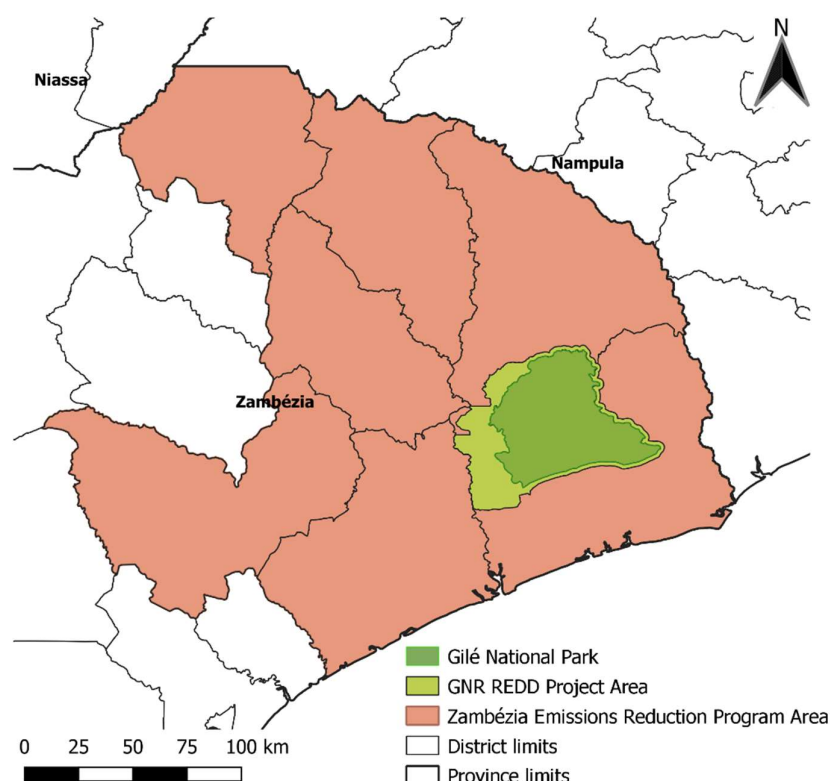 N
Niassa
Nampula
Zambézia
Gilé National Park
GNR REDD Project Area
Zambézia Emissions Reduction Program Area
District limits
Province limits
0 25 50 75 100 km